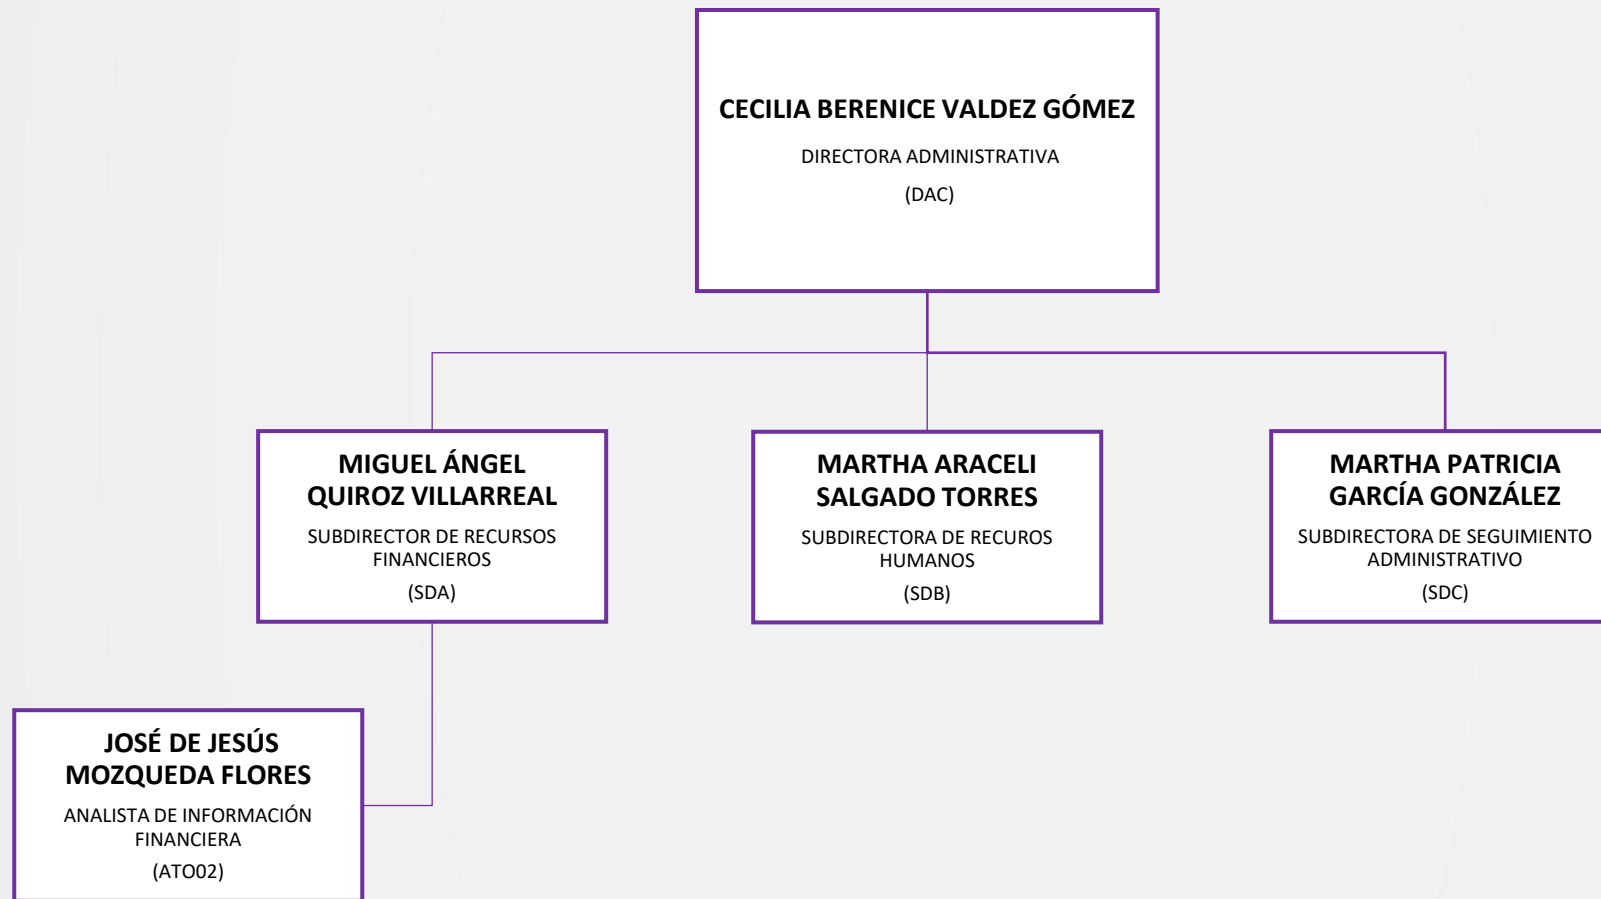 CECILIA BERENICE VALDEZ GÓMEZ
DIRECTORA ADMINISTRATIVA
(DAC)
MIGUEL ÁNGEL
QUIROZ VILLARREAL
SUBDIRECTOR DE RECURSOS
FINANCIEROS
(SDA)
MARTHA ARACELI
SALGADO TORRES
SUBDIRECTORA DE RECUROS
HUMANOS
(SDB)
MARTHA PATRICIA
GARCÍA GONZÁLEZ
SUBDIRECTORA DE SEGUIMIENTO
ADMINISTRATIVO
(SDC)
JOSÉ DE JESÚS
MOZQUEDA FLORES
ANALISTA DE INFORMACIÓN
FINANCIERA
(ATO02)